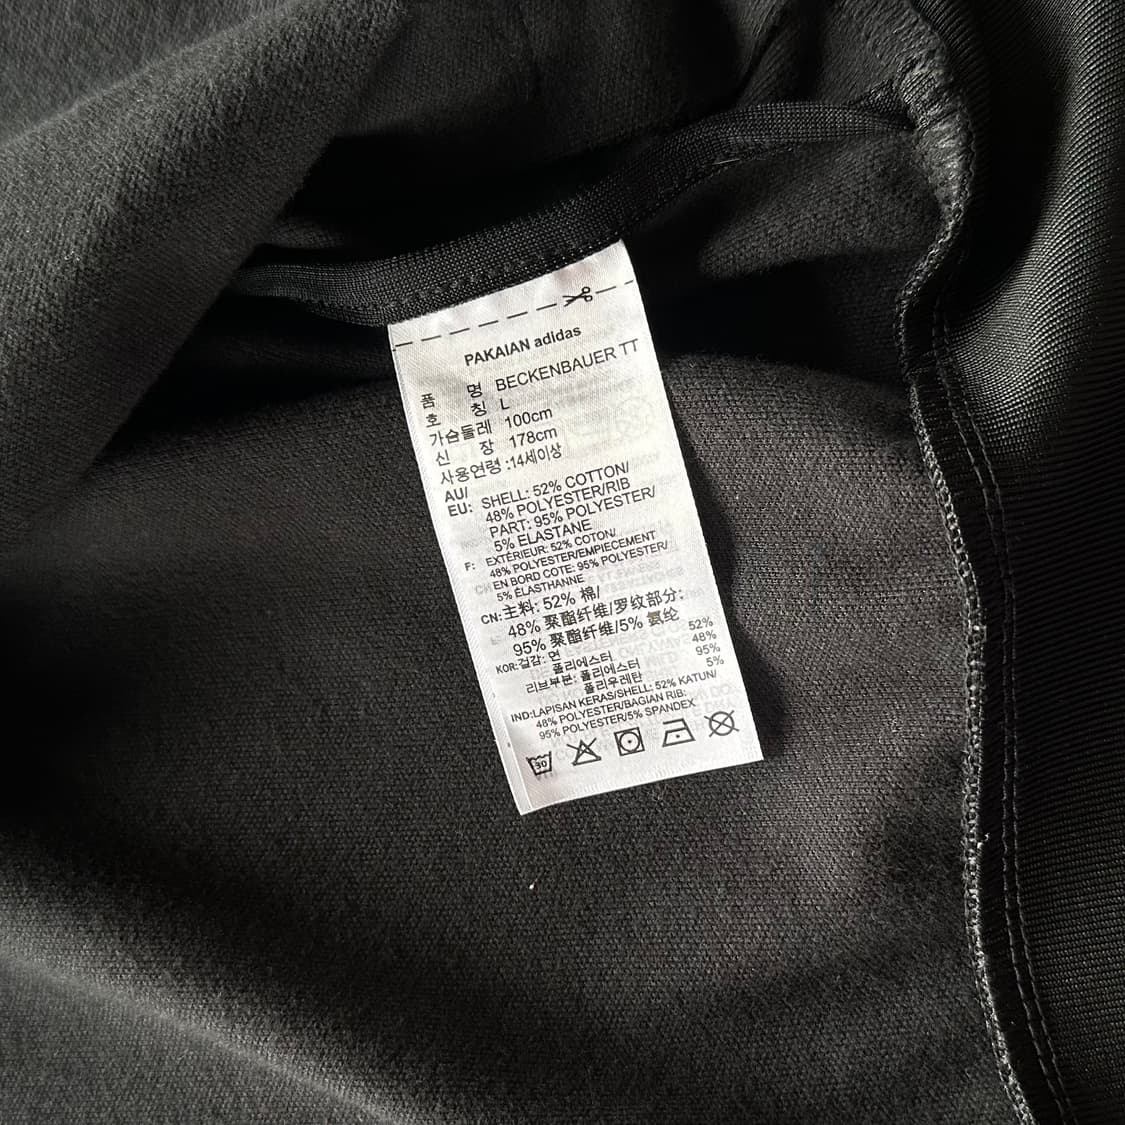 PAKAIAN adidas
품 명 BECKENBAUER TT
호 칭 L
가슴둘레 100cm
신 장 178cm
사용연령 :14세이상
AU/
EU: SHELL: 52% COTTON/
48% POLYESTER/RIB
PART: 95% POLYESTER/
5% ELASTANE
F: EXTÉRIEUR: 52% COTON/
48% POLYESTER/EMPIECEMENT
EN BORD COTE: 95% POLYESTER/
5% ÉLASTHANNE
CN: 主料: 52% 棉/
48% 聚酯纤维/罗纹部分:
95% 聚酯纤维/5% 氨纶
KOR: 겉감: 면 52%
폴리에스터 48%
리브부분: 폴리에스터 95%
폴리우레탄 5%
IND:LAPISAN KERAS/SHELL: 52% KATUN/
48% POLYESTER/BAGIAN RIB:
95% POLYESTER/5% SPANDEX
30